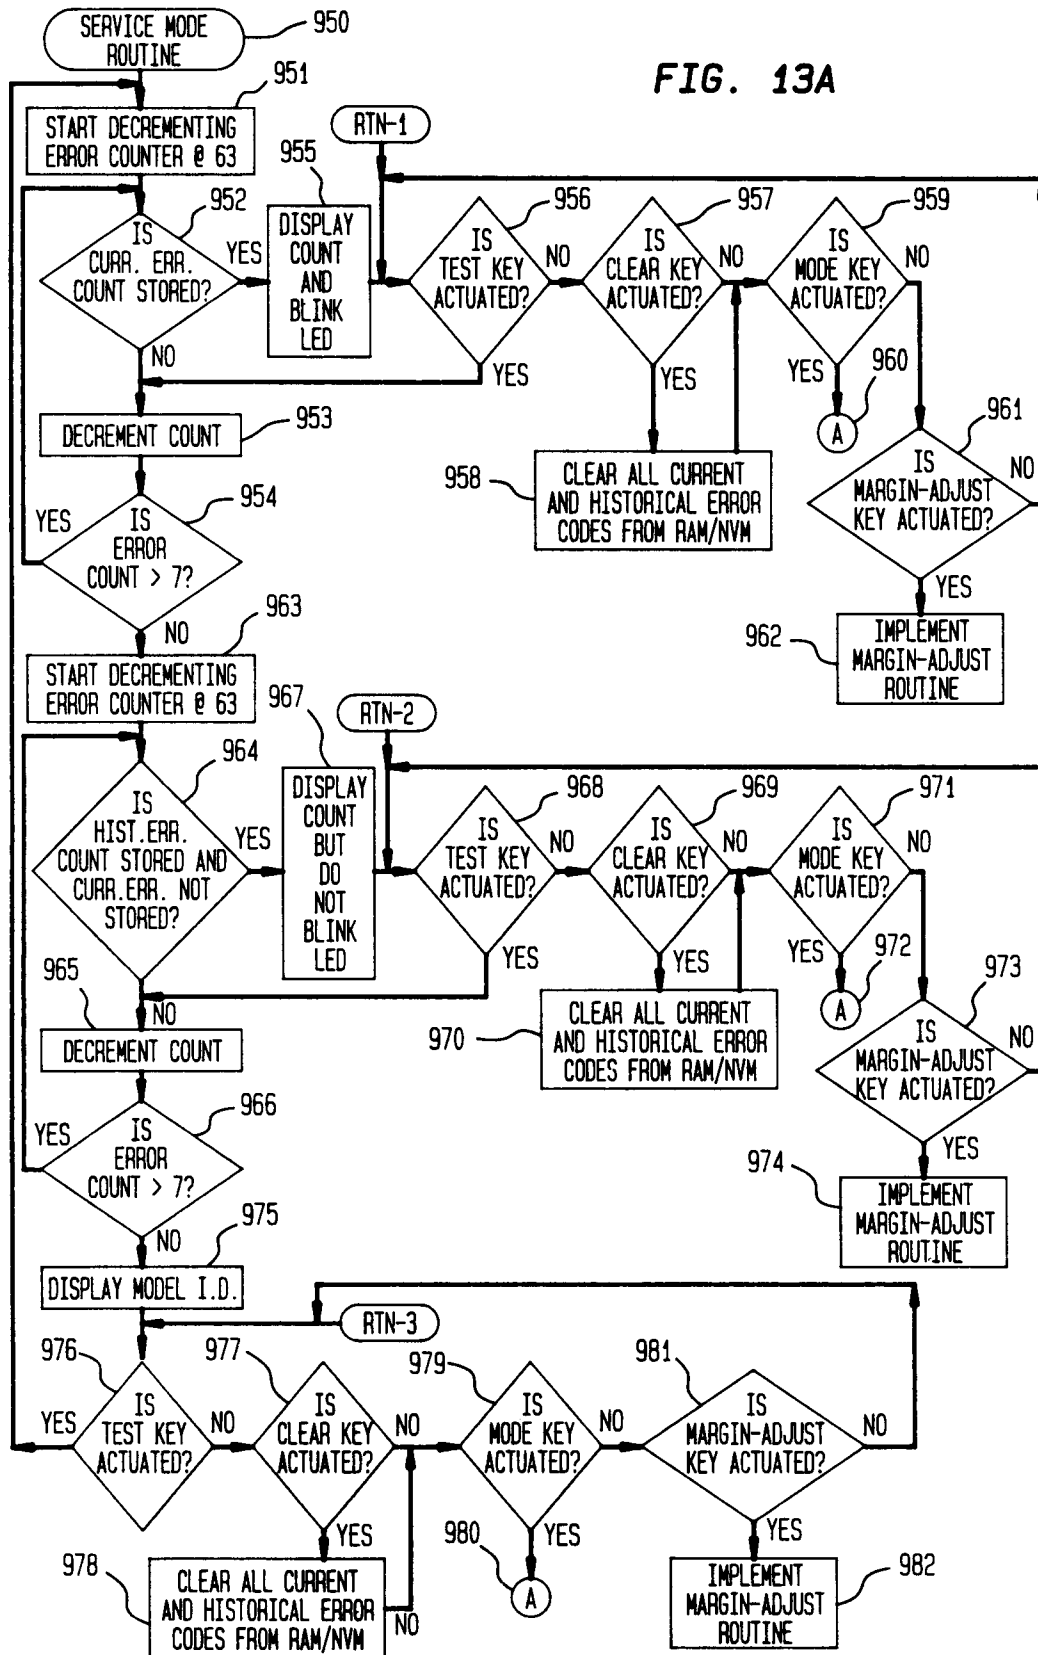 SERVICE MODE
ROUTINE
950
FIG. 13A
951
START DECREMENTING
ERROR COUNTER @ 63
RTN-1
952
IS
CURR. ERR.
COUNT STORED?
YES
NO
955
DISPLAY
COUNT
AND
BLINK
LED
956
IS
TEST KEY
ACTUATED?
NO
YES
957
IS
CLEAR KEY
ACTUATED?
NO
YES
959
IS
MODE KEY
ACTUATED?
NO
YES
960
A
953
DECREMENT COUNT
958
CLEAR ALL CURRENT
AND HISTORICAL ERROR
CODES FROM RAM/NVM
961
IS
MARGIN-ADJUST
KEY ACTUATED?
NO
YES
954
YES
IS
ERROR
COUNT > 7?
NO
962
IMPLEMENT
MARGIN-ADJUST
ROUTINE
963
START DECREMENTING
ERROR COUNTER @ 63
RTN-2
964
IS
HIST.ERR.
COUNT STORED AND
CURR.ERR. NOT
STORED?
YES
NO
967
DISPLAY
COUNT
BUT
DO
NOT
BLINK
LED
968
IS
TEST KEY
ACTUATED?
NO
YES
969
IS
CLEAR KEY
ACTUATED?
NO
YES
971
IS
MODE KEY
ACTUATED?
NO
YES
972
A
965
DECREMENT COUNT
970
CLEAR ALL CURRENT
AND HISTORICAL ERROR
CODES FROM RAM/NVM
973
IS
MARGIN-ADJUST
KEY ACTUATED?
NO
YES
966
YES
IS
ERROR
COUNT > 7?
NO
974
IMPLEMENT
MARGIN-ADJUST
ROUTINE
975
DISPLAY MODEL I.D.
RTN-3
976
YES
IS
TEST KEY
ACTUATED?
NO
977
IS
CLEAR KEY
ACTUATED?
NO
YES
979
IS
MODE KEY
ACTUATED?
NO
YES
981
IS
MARGIN-ADJUST
KEY ACTUATED?
NO
YES
978
CLEAR ALL CURRENT
AND HISTORICAL ERROR
CODES FROM RAM/NVM
NO
980
A
982
IMPLEMENT
MARGIN-ADJUST
ROUTINE